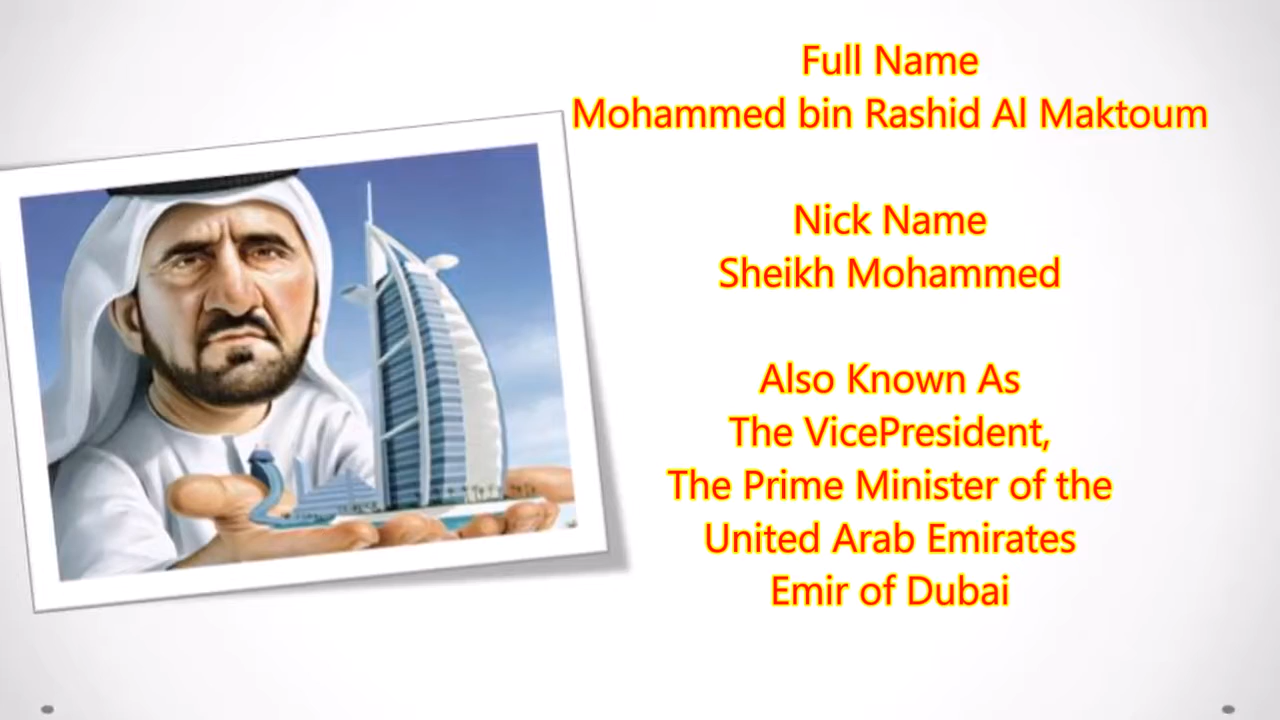 Full Name
Mohammed bin Rashid Al Maktoum
Nick Name
Sheikh Mohammed
Also Known As
The VicePresident,
The Prime Minister of the
United Arab Emirates
Emir of Dubai